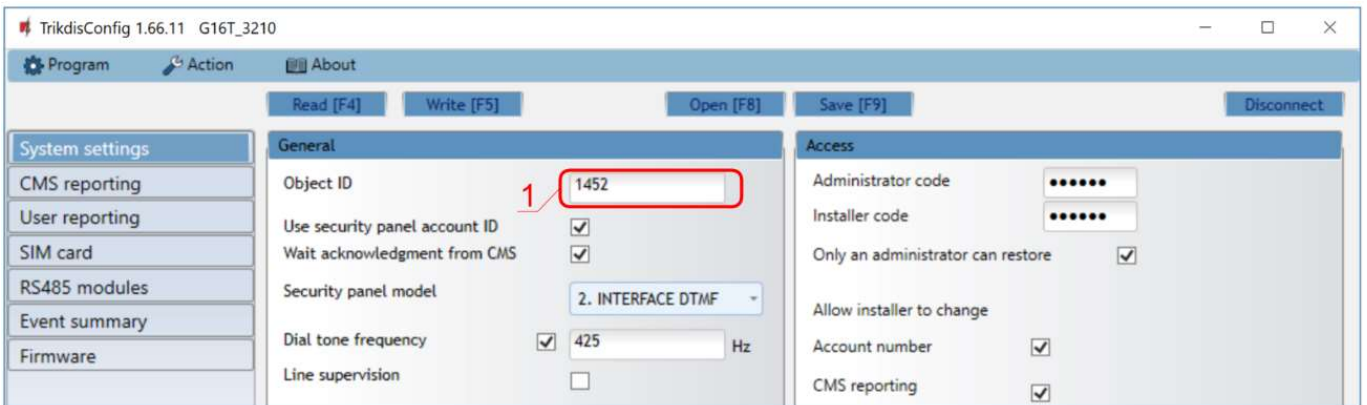 TrikdisConfig 1.66.11 G16T_3210
Program Action About
Read [F4] Write [F5] Open [F8] Save [F9] Disconnect
System settings
CMS reporting
User reporting
SIM card
RS485 modules
Event summary
Firmware
General
Object ID 1 1452
Use security panel account ID
Wait acknowledgment from CMS
Security panel model 2. INTERFACE DTMF
Dial tone frequency 425 Hz
Line supervision
Access
Administrator code ●●●●●●
Installer code ●●●●●●
Only an administrator can restore
Allow installer to change
Account number
CMS reporting